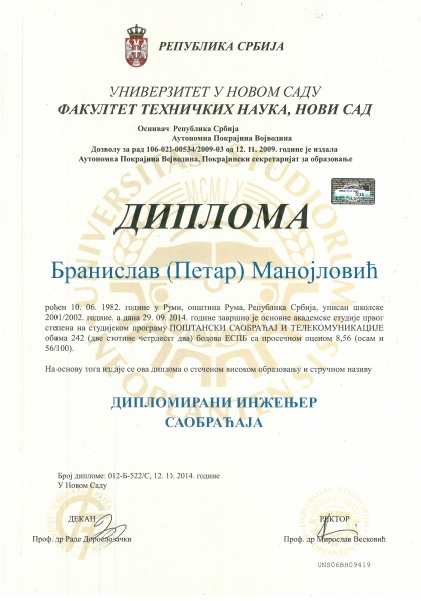 РЕПУБЛИКА СРБИЈА
УНИВЕРЗИТЕТ У НОВОМ САДУ
ФАКУЛТЕТ ТЕХНИЧКИХ НАУКА, НОВИ САД
Оснивач: Република Србија
Аутономна Покрајина Војводина
Дозволу за рад 106-021-00534/2009-03 од 12. 11. 2009. године је издала
Аутономна Покрајина Војводина, Покрајински секретаријат за образовање
ДИПЛОМА
Бранислав (Петар) Манојловић
рођен 10. 06. 1982. године у Руми, општина Рума, Република Србија, уписан школске
2001/2002. године, а дана 29. 09. 2014. године завршио је основне академске студије првог
степена на студијском програму ПОШТАНСКИ САОБРАЋАЈ И ТЕЛЕКОМУНИКАЦИЈЕ
обима 242 (две стотине четрдесет два) бодова ЕСПБ са просечном оценом 8,56 (осам и
56/100).
На основу тога издаје се ова диплома о стеченом високом образовању и стручном називу
ДИПЛОМИРАНИ ИНЖЕЊЕР
САОБРАЋАЈА
Број дипломе: 012-Б-522/С, 12. 10. 2014. године
У Новом Саду
ДЕКАН
РЕКТОР
Проф. др Раде Дорословачки
Проф. др Мирослав Весковић
UNS06BH09419